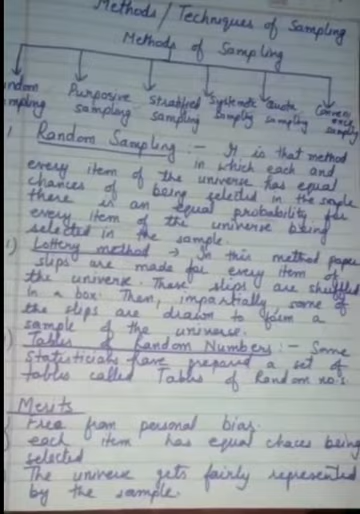 Methods/Techniques of Sampling
Methods of Sampling
ndom
mpling
Purposive
sampling
Stratified
sampling
Systematic
Sampling
Quota
sampling
Conveni
ence
sampling
1 Random Sampling :- It is that method
in which each and
every item of the universe has equal
chances of being selected in the sample
there is an equal probability for
every item of the universe being
selected in the sample.
i) Lottery method → In this method paper
slips are made for every item of
the universe. These slips are shuffled
in a box. Then, impartially some of
the slips are drawn to form a
sample of the universe.
) Tables of Random Numbers :- Some
Statisticians have prepared a set of
tables called Tables of Random no.s.
Merits
) Free from personal bias.
) each item has equal chaces being
selected
) The universe gets fairly represented
by the sample.